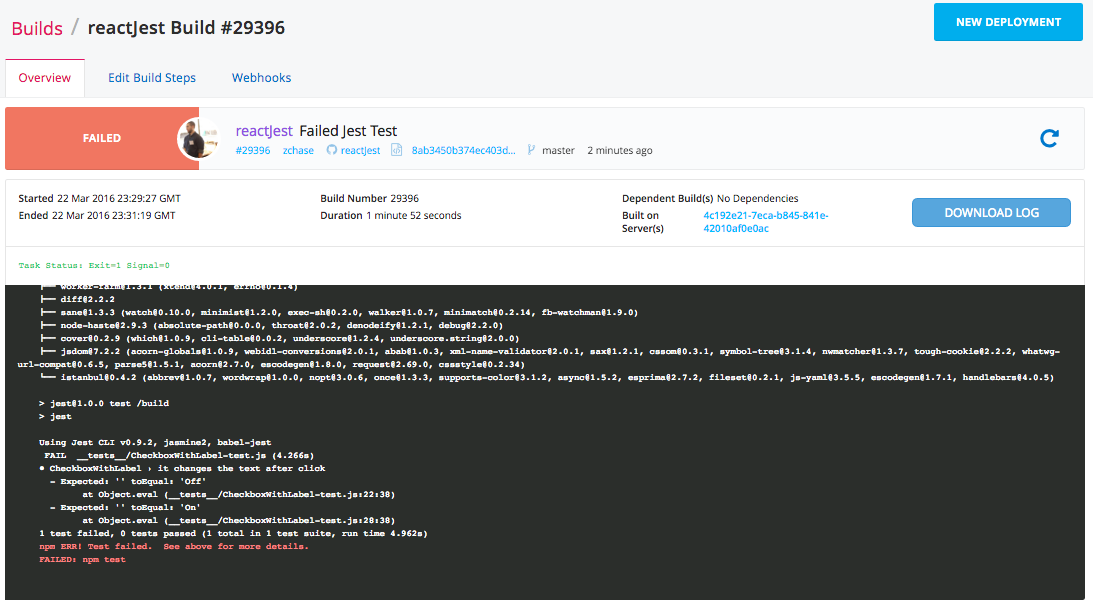 Builds / reactJest Build #29396
NEW DEPLOYMENT
Overview Edit Build Steps Webhooks
FAILED
reactJest Failed Jest Test
#29396 zchase reactJest 8ab3450b374ec403d... master 2 minutes ago
Started 22 Mar 2016 23:29:27 GMT
Ended 22 Mar 2016 23:31:19 GMT
Build Number 29396
Duration 1 minute 52 seconds
Dependent Build(s) No Dependencies
Built on Server(s) 4c192e21-7eca-b845-841e-
42010af0e0ac
DOWNLOAD LOG
Task Status: Exit=1 Signal=0
├── worker-farm@1.3.1 (xtend@4.0.1, errno@0.1.4)
├── diff@2.2.2
├── sane@1.3.3 (watch@0.10.0, minimist@1.2.0, exec-sh@0.2.0, walker@1.0.7, minimatch@0.2.14, fb-watchman@1.9.0)
├── node-haste@2.9.3 (absolute-path@0.0.0, throat@2.0.2, denodeify@1.2.1, debug@2.2.0)
├── cover@0.2.9 (which@1.0.9, cli-table@0.0.2, underscore@1.2.4, underscore.string@2.0.0)
├── jsdom@7.2.2 (acorn-globals@1.0.9, webidl-conversions@2.0.1, abab@1.0.3, xml-name-validator@2.0.1, sax@1.2.1, cssom@0.3.1, symbol-tree@3.1.4, nwmatcher@1.3.7, tough-cookie@2.2.2, whatwg-
url-compat@0.6.5, parse5@1.5.1, acorn@2.7.0, escodegen@1.8.0, request@2.69.0, cssstyle@0.2.34)
└── istanbul@0.4.2 (abbrev@1.0.7, wordwrap@1.0.0, nopt@3.0.6, once@1.3.3, supports-color@3.1.2, async@1.5.2, esprima@2.7.2, fileset@0.2.1, js-yaml@3.5.5, escodegen@1.7.1, handlebars@4.0.5)
> jest@1.0.0 test /build
> jest
Using Jest CLI v0.9.2, jasmine2, babel-jest
FAIL __tests__/CheckboxWithLabel-test.js (4.266s)
● CheckboxWithLabel › it changes the text after click
- Expected: '' toEqual: 'Off'
at Object.eval (__tests__/CheckboxWithLabel-test.js:22:38)
- Expected: '' toEqual: 'On'
at Object.eval (__tests__/CheckboxWithLabel-test.js:28:38)
1 test failed, 0 tests passed (1 total in 1 test suite, run time 4.962s)
npm ERR! Test failed. See above for more details.
FAILED: npm test